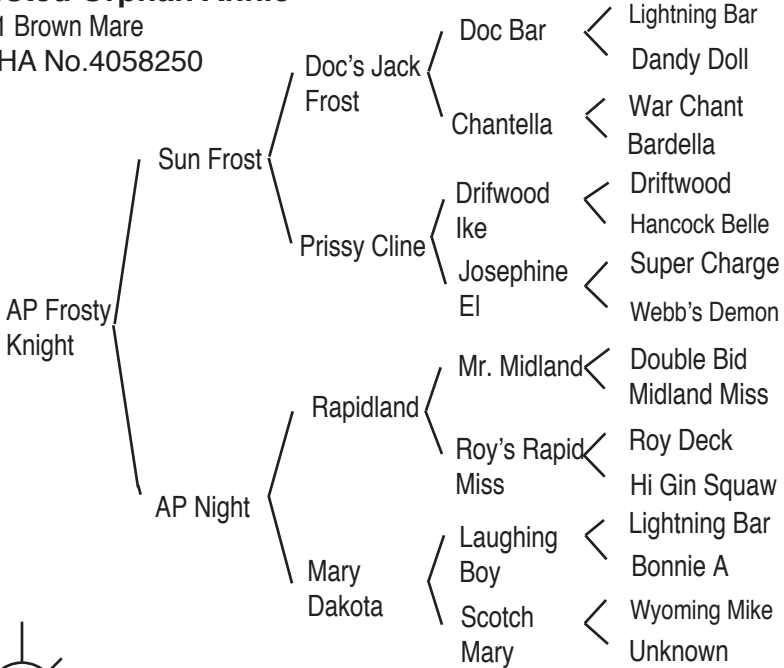 1 Brown Mare
HA No.4058250
AP Frosty
Knight
Sun Frost
AP Night
Doc's Jack
Frost
Prissy Cline
Rapidland
Mary
Dakota
Doc Bar
Chantella
Drifwood
Ike
Josephine
El
Mr. Midland
Roy's Rapid
Miss
Laughing
Boy
Scotch
Mary
Lightning Bar
Dandy Doll
War Chant
Bardella
Driftwood
Hancock Belle
Super Charge
Webb's Demon
Double Bid
Midland Miss
Roy Deck
Hi Gin Squaw
Lightning Bar
Bonnie A
Wyoming Mike
Unknown